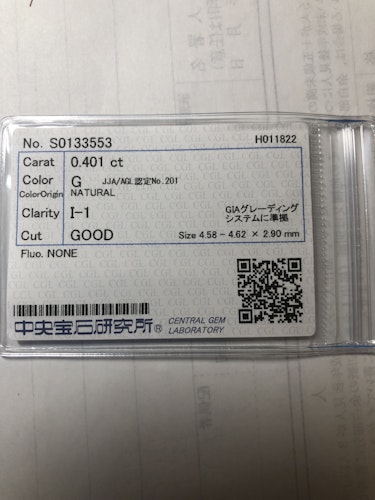 No. S0133553 H011822
Carat 0.401 ct
Color G JJA/AGL認定No.201
ColorOrigin NATURAL
Clarity I-1 GIAグレーディング
システムに準拠
Cut GOOD Size 4.58 – 4.62 × 2.90 mm
Fluo. NONE
中央宝石研究所® CENTRAL GEM
LABORATORY